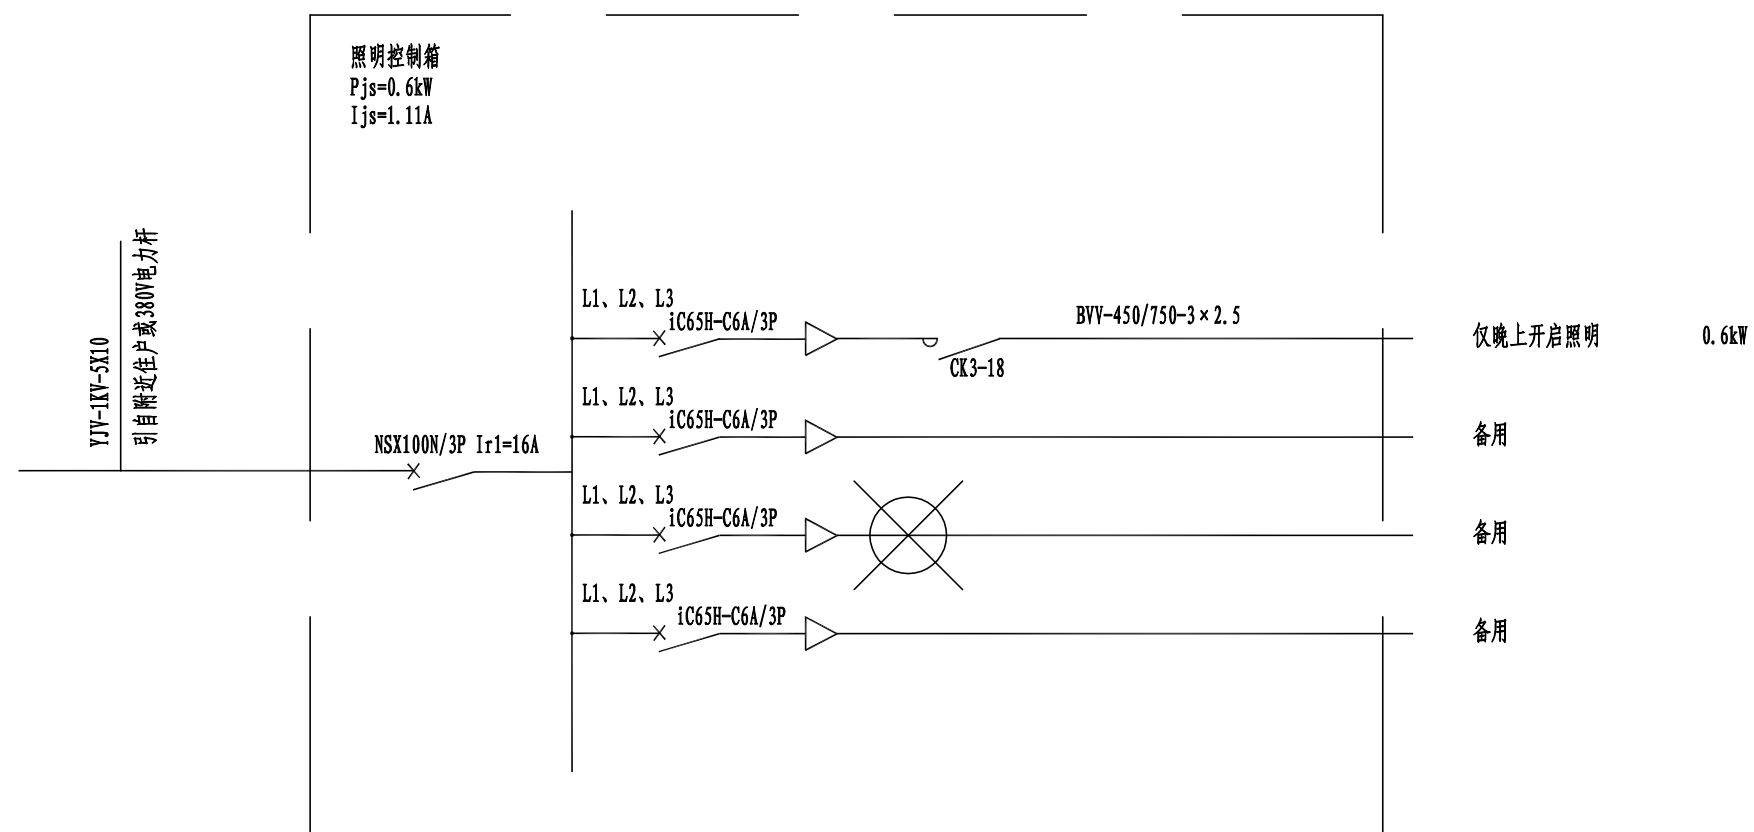 照明控制箱
Pjs=0.6kW
Ijs=1.11A
YJV-1KV-5X10
引自附近住户或380V电力杆
NSX100N/3P Ir1=16A
L1、L2、L3
iC65H-C6A/3P
CK3-18
BVV-450/750-3×2.5
仅晚上开启照明 0.6kW
L1、L2、L3
iC65H-C6A/3P
备用
L1、L2、L3
iC65H-C6A/3P
备用
L1、L2、L3
iC65H-C6A/3P
备用